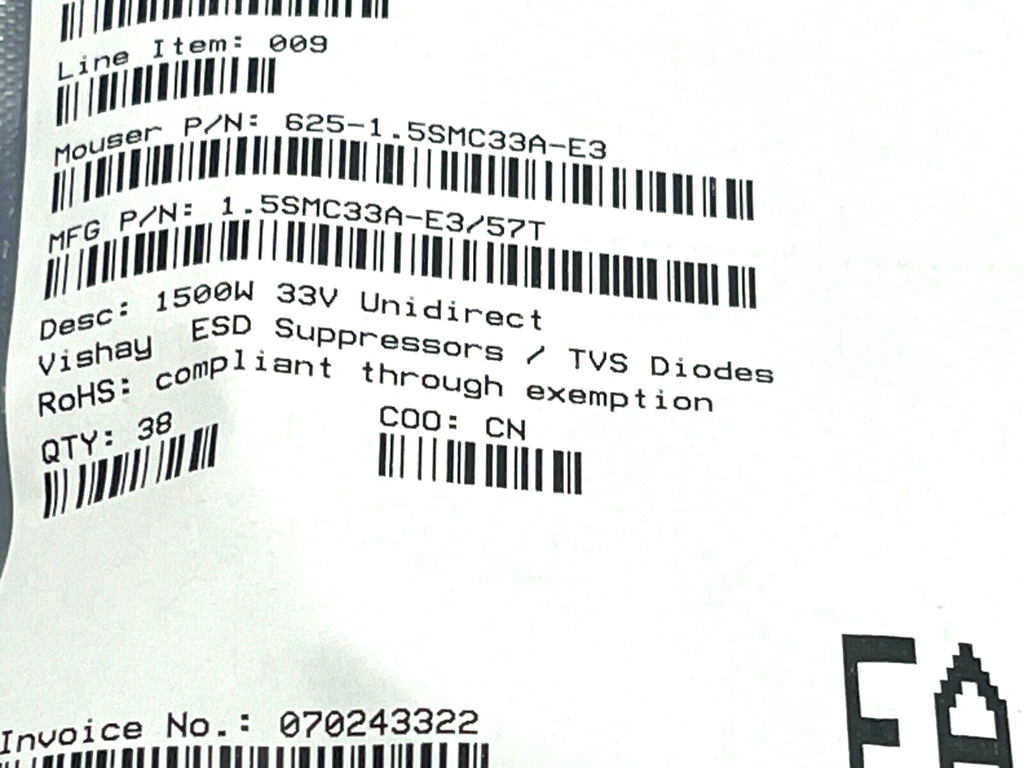 Line Item: 009
Mouser P/N: 625-1.5SMC33A-E3
MFG P/N: 1.5SMC33A-E3/57T
Desc: 1500W 33V Unidirect
Vishay ESD Suppressors / TVS Diodes
RoHS: compliant through exemption
QTY: 38
COO: CN
FA
Invoice No.: 070243322